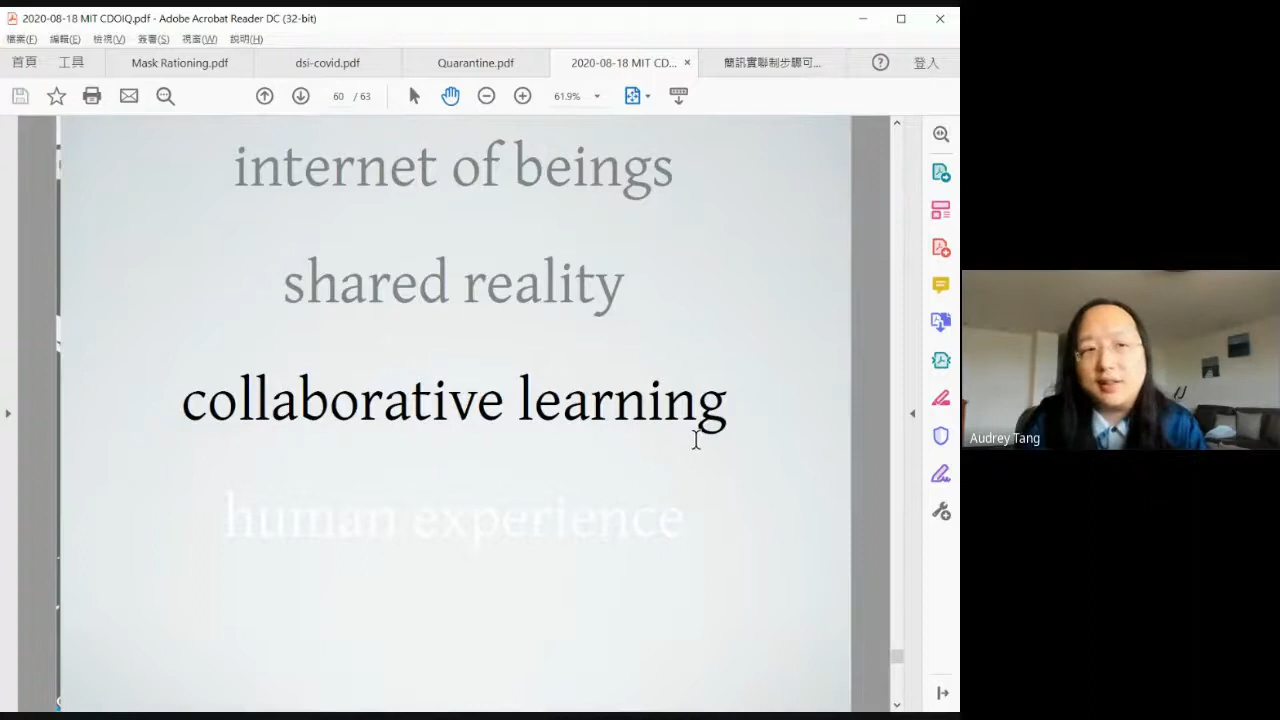 2020-08-18 MIT CDOIQ.pdf - Adobe Acrobat Reader DC (32-bit)
檔案(F) 編輯(E) 檢視(V) 簽署(S) 視窗(W) 說明(H)
首頁 工具 Mask Rationing.pdf dsi-covid.pdf Quarantine.pdf 2020-08-18 MIT CD... × 簡訊實聯制步驟可... 登入
60 / 63 61.9%
internet of beings
shared reality
collaborative learning
human experience
Audrey Tang